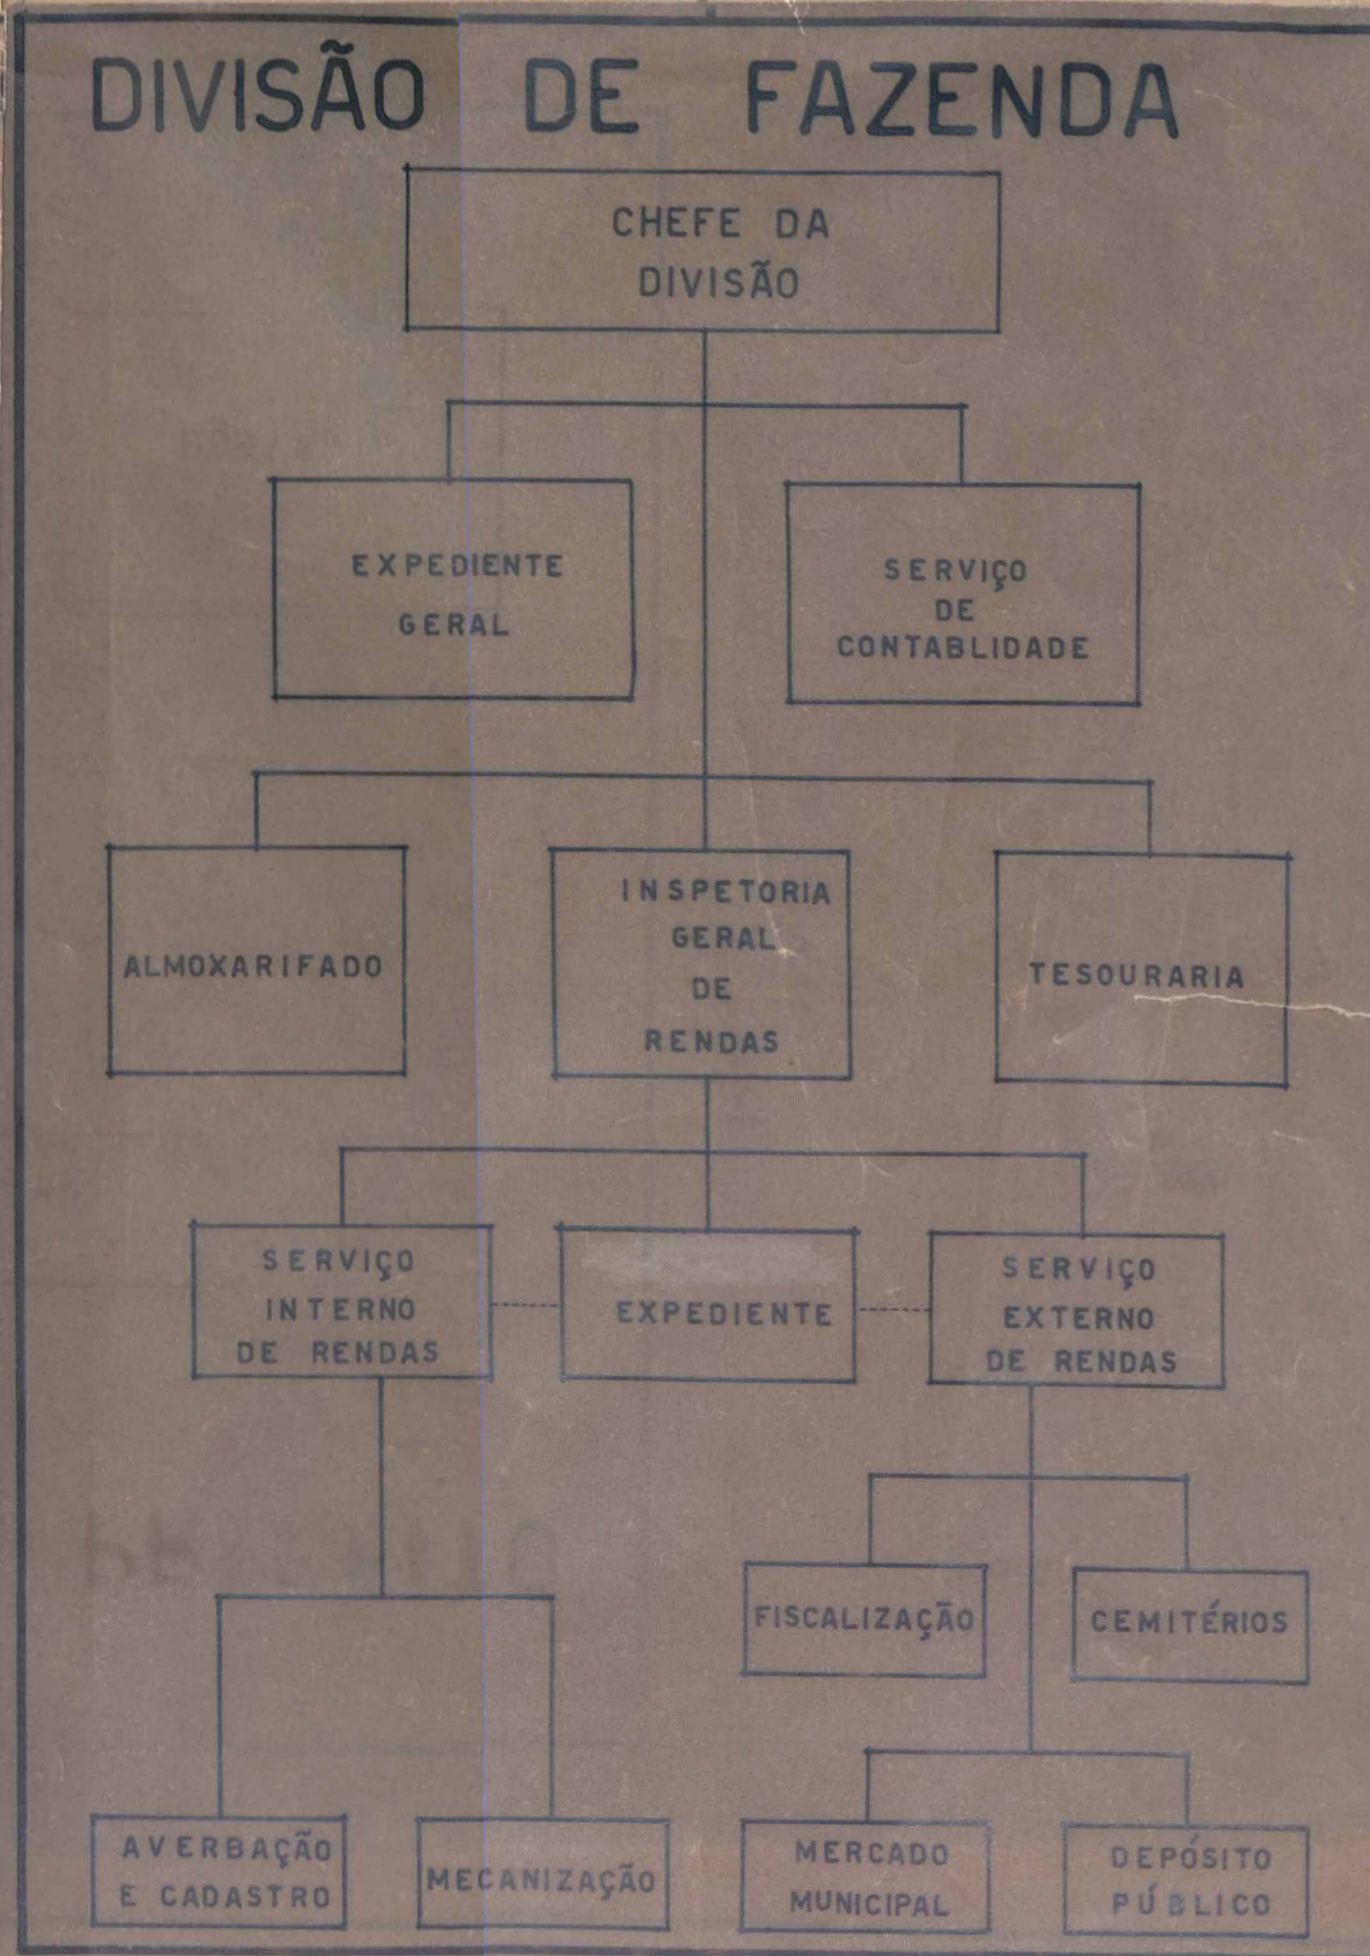 DIVISÃO DE FAZENDA
CHEFE DA
DIVISÃO
EXPEDIENTE
GERAL
SERVIÇO
DE
CONTABLIDADE
ALMOXARIFADO
INSPETORIA
GERAL
DE
RENDAS
TESOURARIA
SERVIÇO
INTERNO
DE RENDAS
EXPEDIENTE
SERVIÇO
EXTERNO
DE RENDAS
FISCALIZAÇÃO
CEMITÉRIOS
AVERBAÇÃO
E CADASTRO
MECANIZAÇÃO
MERCADO
MUNICIPAL
DEPÓSITO
PÚBLICO